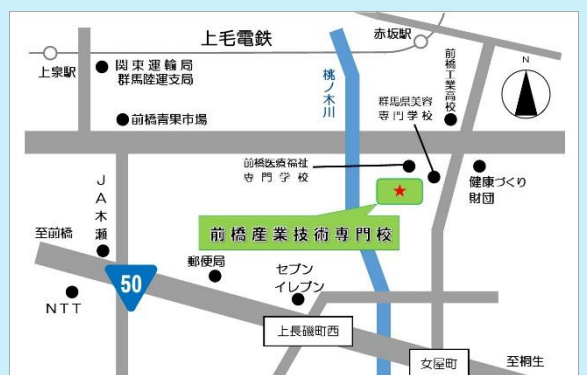 上毛電鉄
赤坂駅
上泉駅
関東運輸局
群馬陸運支局
前橋工業高校
N
桃ノ木川
群馬県美容
専門学校
前橋青果市場
前橋医療福祉
専門学校
健康づくり
財団
JA木瀬
前橋産業技術専門校
至前橋
郵便局
セブン
イレブン
50
NTT
上長磯町西
女屋町
至桐生